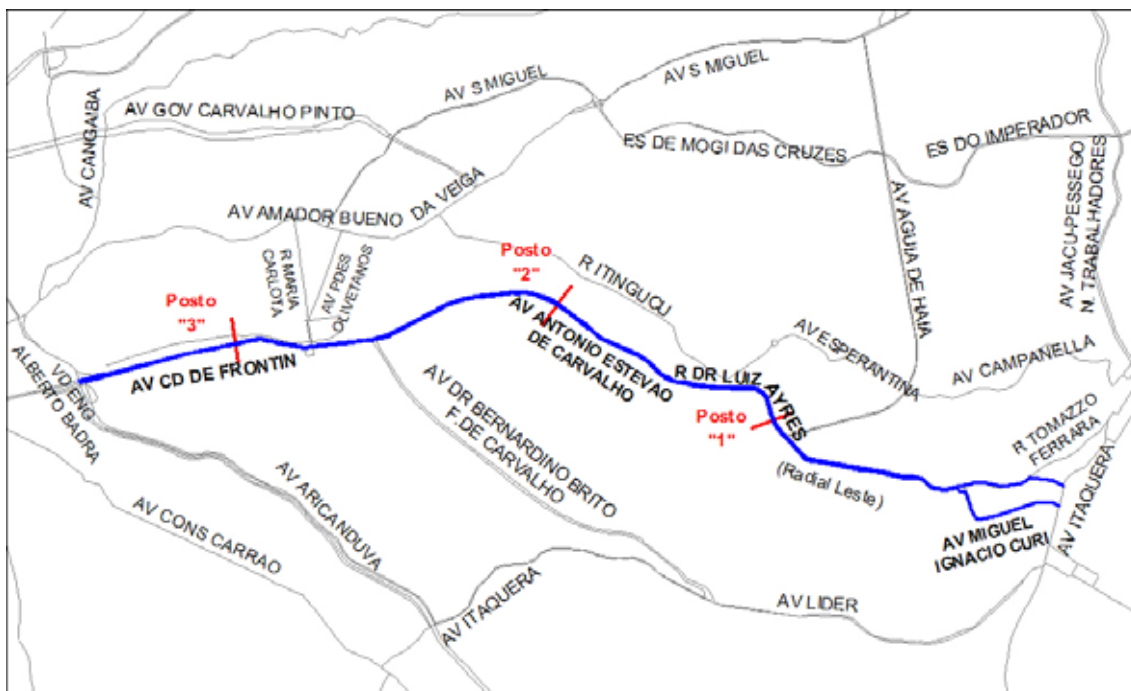 AV S MIGUEL
AV S MIGUEL
AV GOV CARVALHO PINTO
AV CANGAIBA
ES DE MOGI DAS CRUZES
ES DO IMPERADOR
AV JACU-PESSEGO
N. TRABALHADORES
AV AMADOR BUENO DA VEIGA
AV AGUIA DE HAIA
R MARIA
CARLOTA
AV PDES
OLIVETANOS
Posto
"2"
R ITINGUÇU
Posto
"3"
AV ANTONIO ESTEVAO
DE CARVALHO
AV ESPERANTINA
AV CAMPANELLA
R DR LUIZ AYRES
AV CD DE FRONTIN
VD ENG
ALBERTO BADRA
AV DR BERNARDINO BRITO
F. DE CARVALHO
Posto
"1"
R TOMAZZO
FERRARA
(Radial Leste)
AV ARICANDUVA
AV CONS CARRAO
AV MIGUEL
IGNACIO CURI
AV ITAQUERA
AV ITAQUERA
AV LIDER